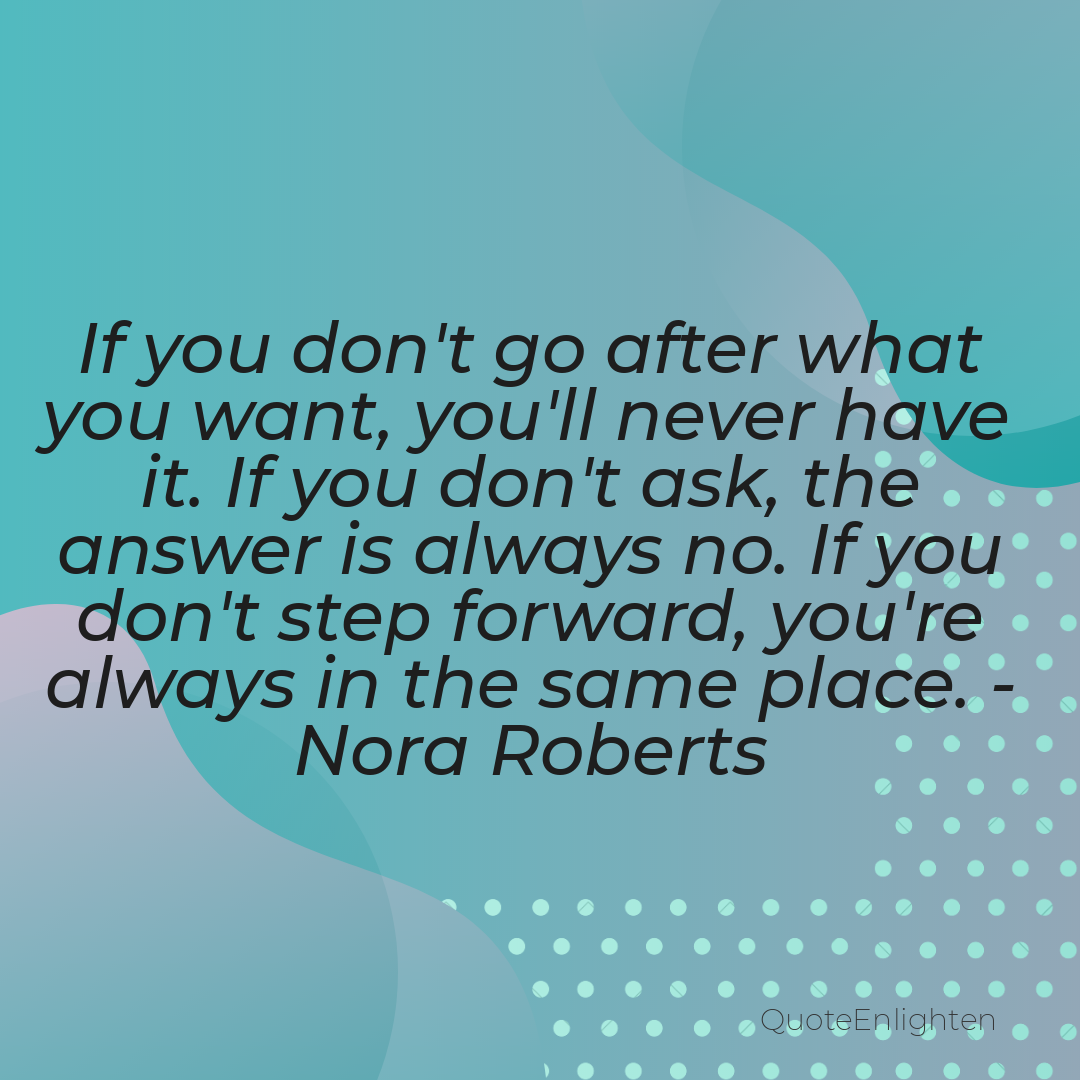 If you don't go after what
you want, you'll never have
it. If you don't ask, the
answer is always no. If you
don't step forward, you're
always in the same place. -
Nora Roberts
QuoteEnlighten